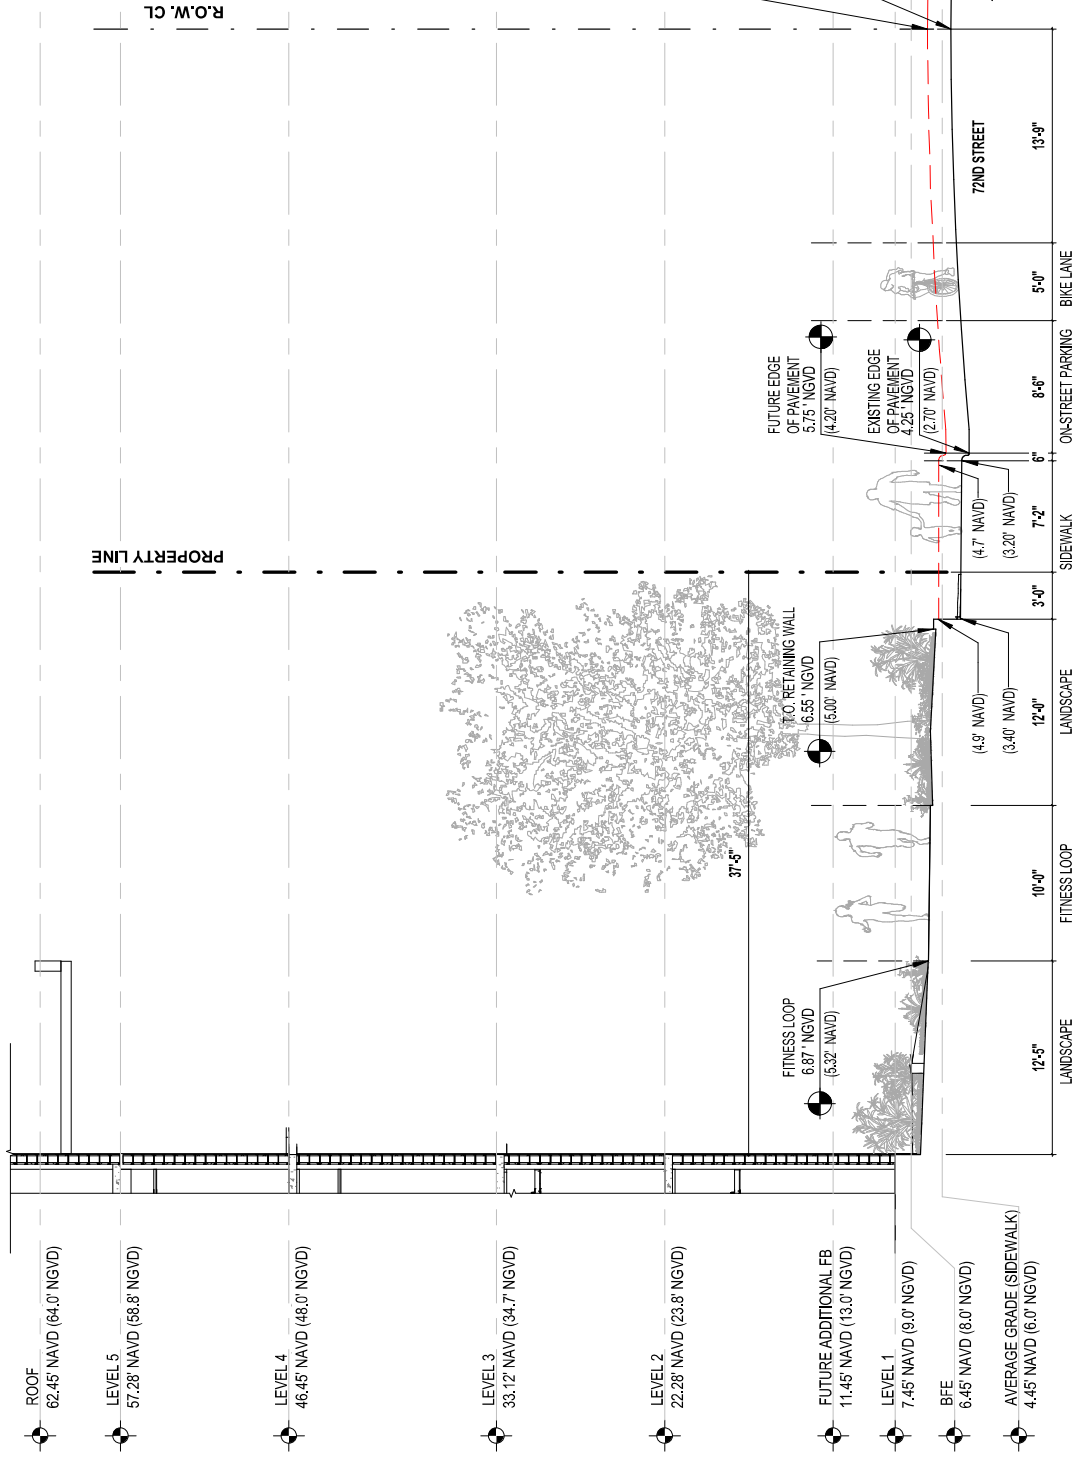 R.O.W. CL
PROPERTY LINE
ROOF
62.45' NAVD (64.0' NGVD)
LEVEL 5
57.28' NAVD (58.8' NGVD)
LEVEL 4
46.45' NAVD (48.0' NGVD)
LEVEL 3
33.12' NAVD (34.7' NGVD)
LEVEL 2
22.28' NAVD (23.8' NGVD)
FUTURE ADDITIONAL FB
11.45' NAVD (13.0' NGVD)
LEVEL 1
7.45' NAVD (9.0' NGVD)
BFE
6.45' NAVD (8.0' NGVD)
AVERAGE GRADE (SIDEWALK)
4.45' NAVD (6.0' NGVD)
37'-5"
FITNESS LOOP
6.87 ' NGVD
(5.32' NAVD)
T.O. RETAINING WALL
6.55 ' NGVD
(5.00' NAVD)
FUTURE EDGE
OF PAVEMENT
5.75 ' NGVD
(4.20' NAVD)
EXISTING EDGE
OF PAVEMENT
4.25' NGVD
(2.70' NAVD)
(4.9' NAVD)
(3.40' NAVD)
(4.7' NAVD)
(3.20' NAVD)
72ND STREET
12'-5"
10'-0"
12'-0"
3'-0"
7'-2"
6"
8'-6"
5'-0"
13'-9"
LANDSCAPE
FITNESS LOOP
LANDSCAPE
SIDEWALK
ON-STREET PARKING
BIKE LANE